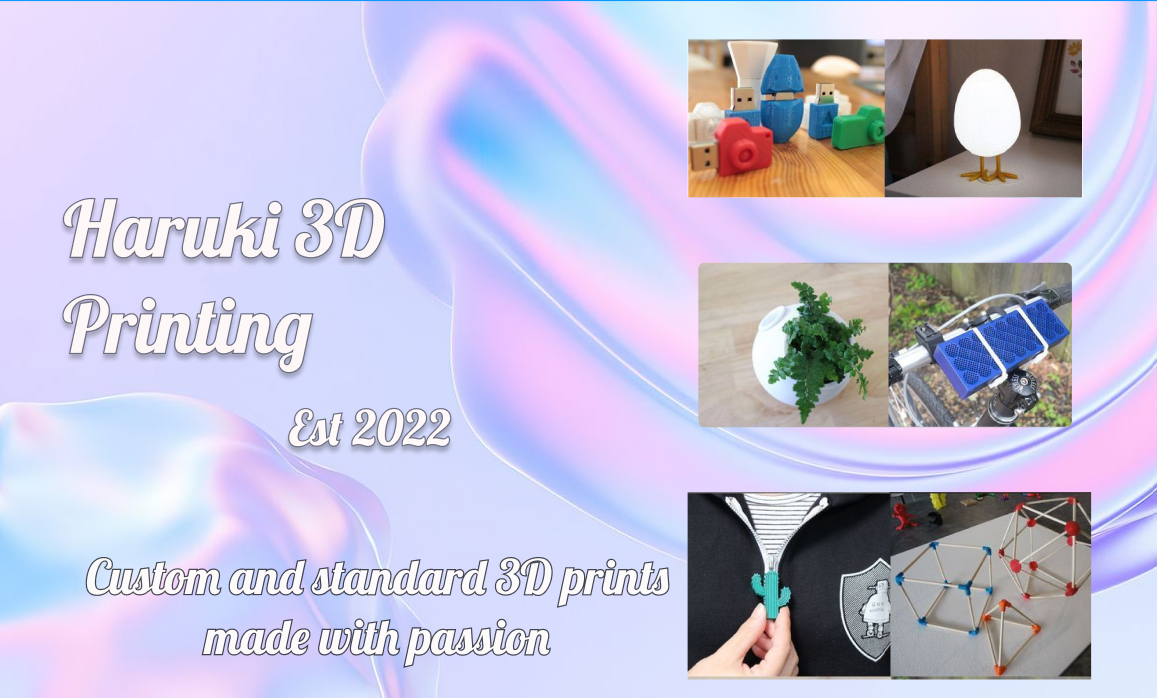 Haruki 3D
Printing
Est 2022
Custom and standard 3D prints
made with passion